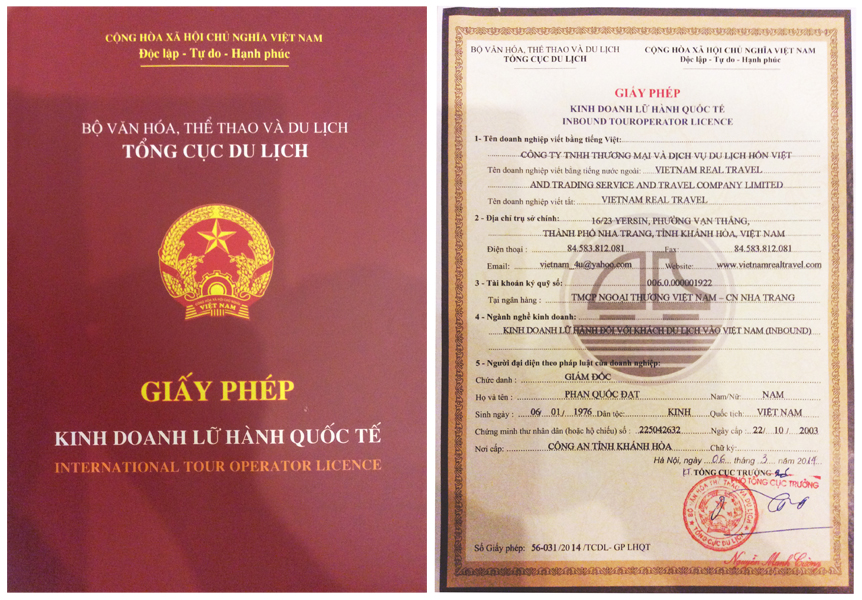 CỘNG HÒA XÃ HỘI CHỦ NGHĨA VIỆT NAM
Độc lập - Tự do - Hạnh phúc
BỘ VĂN HÓA, THỂ THAO VÀ DU LỊCH
TỔNG CỤC DU LỊCH
VIỆT NAM
GIẤY PHÉP
KINH DOANH LỮ HÀNH QUỐC TẾ
INTERNATIONAL TOUR OPERATOR LICENCE
BỘ VĂN HÓA, THỂ THAO VÀ DU LỊCH
TỔNG CỤC DU LỊCH
CỘNG HÒA XÃ HỘI CHỦ NGHĨA VIỆT NAM
Độc lập - Tự do - Hạnh phúc
GIẤY PHÉP
KINH DOANH LỮ HÀNH QUỐC TẾ
INBOUND TOUROPERATOR LICENCE
1- Tên doanh nghiệp viết bằng tiếng Việt:
CÔNG TY TNHH THƯƠNG MẠI VÀ DỊCH VỤ DU LỊCH HỒN VIỆT
Tên doanh nghiệp viết bằng tiếng nước ngoài: VIETNAM REAL TRAVEL
AND TRADING SERVICE AND TRAVEL COMPANY LIMITED
Tên doanh nghiệp viết tắt: VIETNAM REAL TRAVEL
2 - Địa chỉ trụ sở chính: 16/23 YERSIN, PHƯỜNG VẠN THẮNG,
THÀNH PHỐ NHA TRANG, TỈNH KHÁNH HÒA, VIỆT NAM
Điện thoại : 84.583.812.081 Fax: 84.583.812.081
Email: vietnam_4u@yahoo.com Website: www.vietnamrealtravel.com
3 - Tài khoản ký quỹ số: 006.0.000001922
Tại ngân hàng : TMCP NGOẠI THƯƠNG VIỆT NAM – CN NHA TRANG
4 - Ngành nghề kinh doanh:
KINH DOANH LỮ HÀNH ĐỐI VỚI KHÁCH DU LỊCH VÀO VIỆT NAM (INBOUND)
5 - Người đại diện theo pháp luật của doanh nghiệp:
Chức danh : GIÁM ĐỐC
Họ và tên : PHAN QUỐC ĐẠT Nam/Nữ: NAM
Sinh ngày : 06 / 01 / 1976 Dân tộc: KINH Quốc tịch: VIỆT NAM
Chứng minh thư nhân dân (hoặc hộ chiếu) số : 225042632 Ngày cấp : 22/ 10 / 2003
Nơi cấp: CÔNG AN TỈNH KHÁNH HÒA Chữ ký:
Hà Nội, ngày 06 tháng 3 năm 2014
KT. TỔNG CỤC TRƯỞNG
PHÓ TỔNG CỤC TRƯỞNG
BỘ VĂN HÓA THỂ THAO VÀ DU LỊCH
TỔNG CỤC DU LỊCH
Số Giấy phép: 56-031/2014/TCDL- GP LHQT
Nguyễn Mạnh Cường